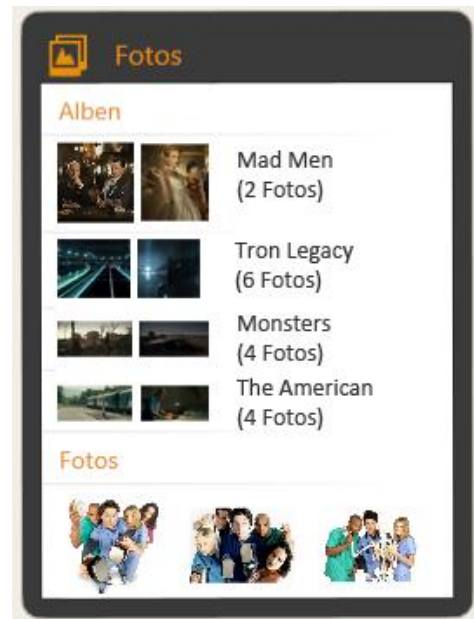 Fotos
Alben
Mad Men
(2 Fotos)
Tron Legacy
(6 Fotos)
Monsters
(4 Fotos)
The American
(4 Fotos)
Fotos